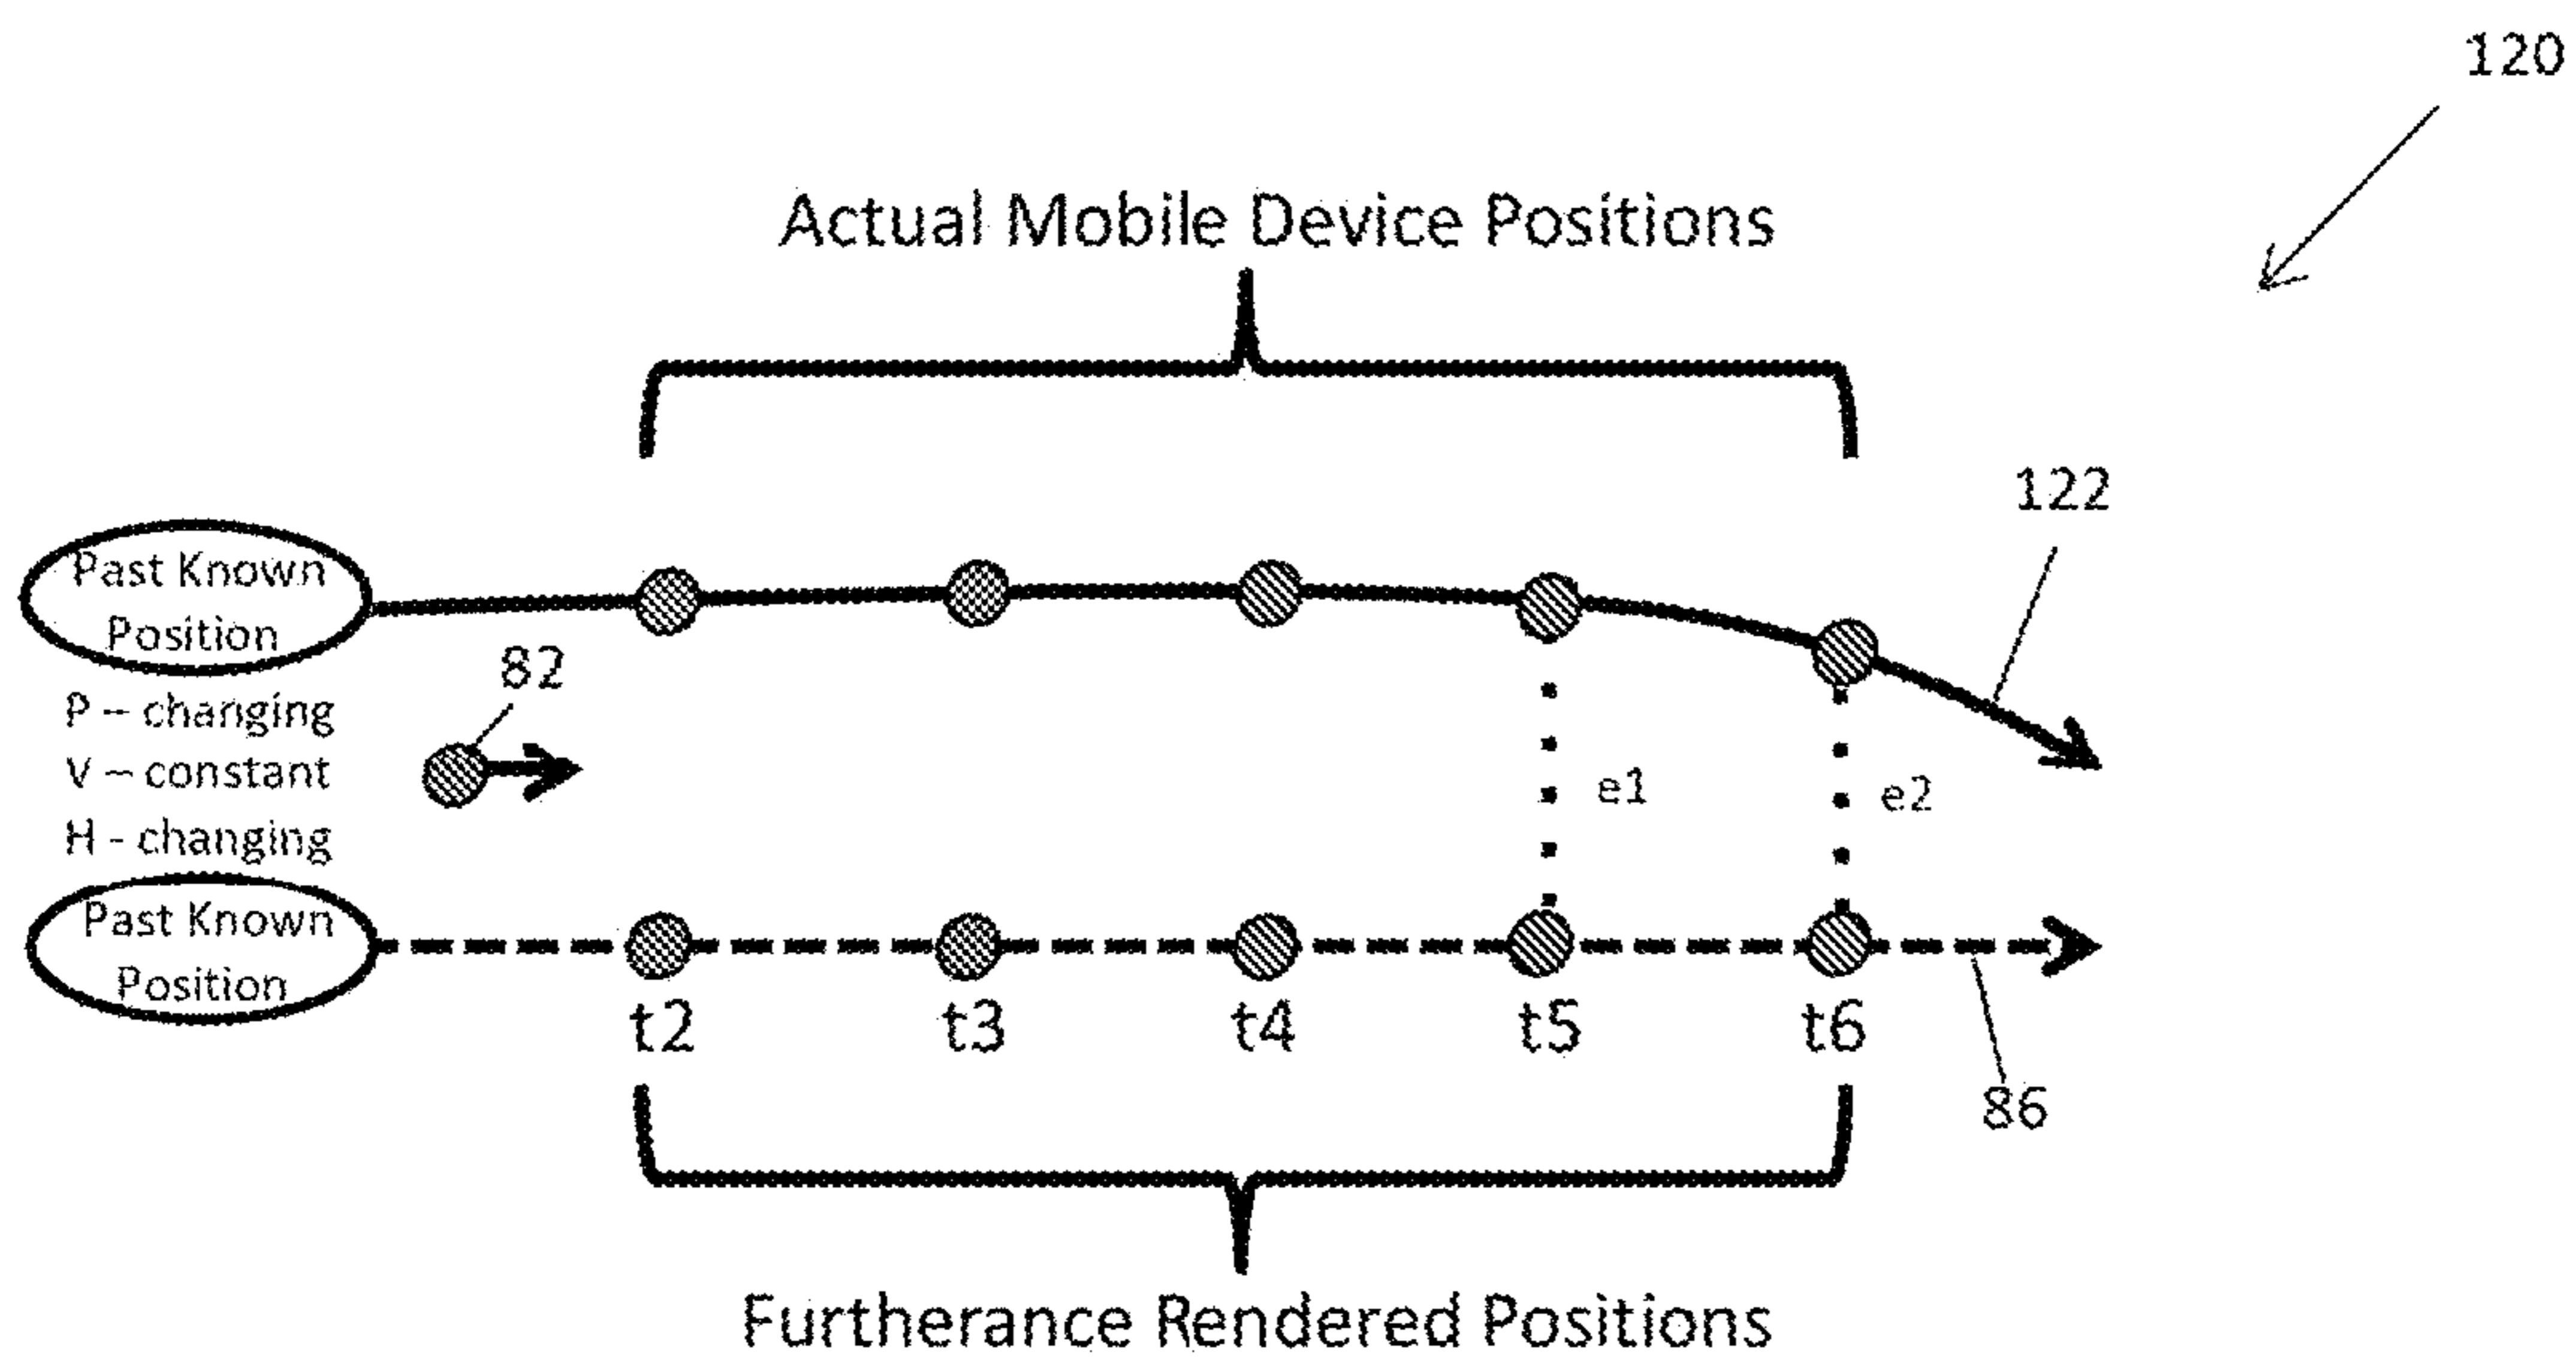 120
Actual Mobile Device Positions
122
Past Known
Position
82
P – changing
V – constant
H - changing
e1
e2
Past Known
Position
t2
t3
t4
t5
t6
86
Furtherance Rendered Positions